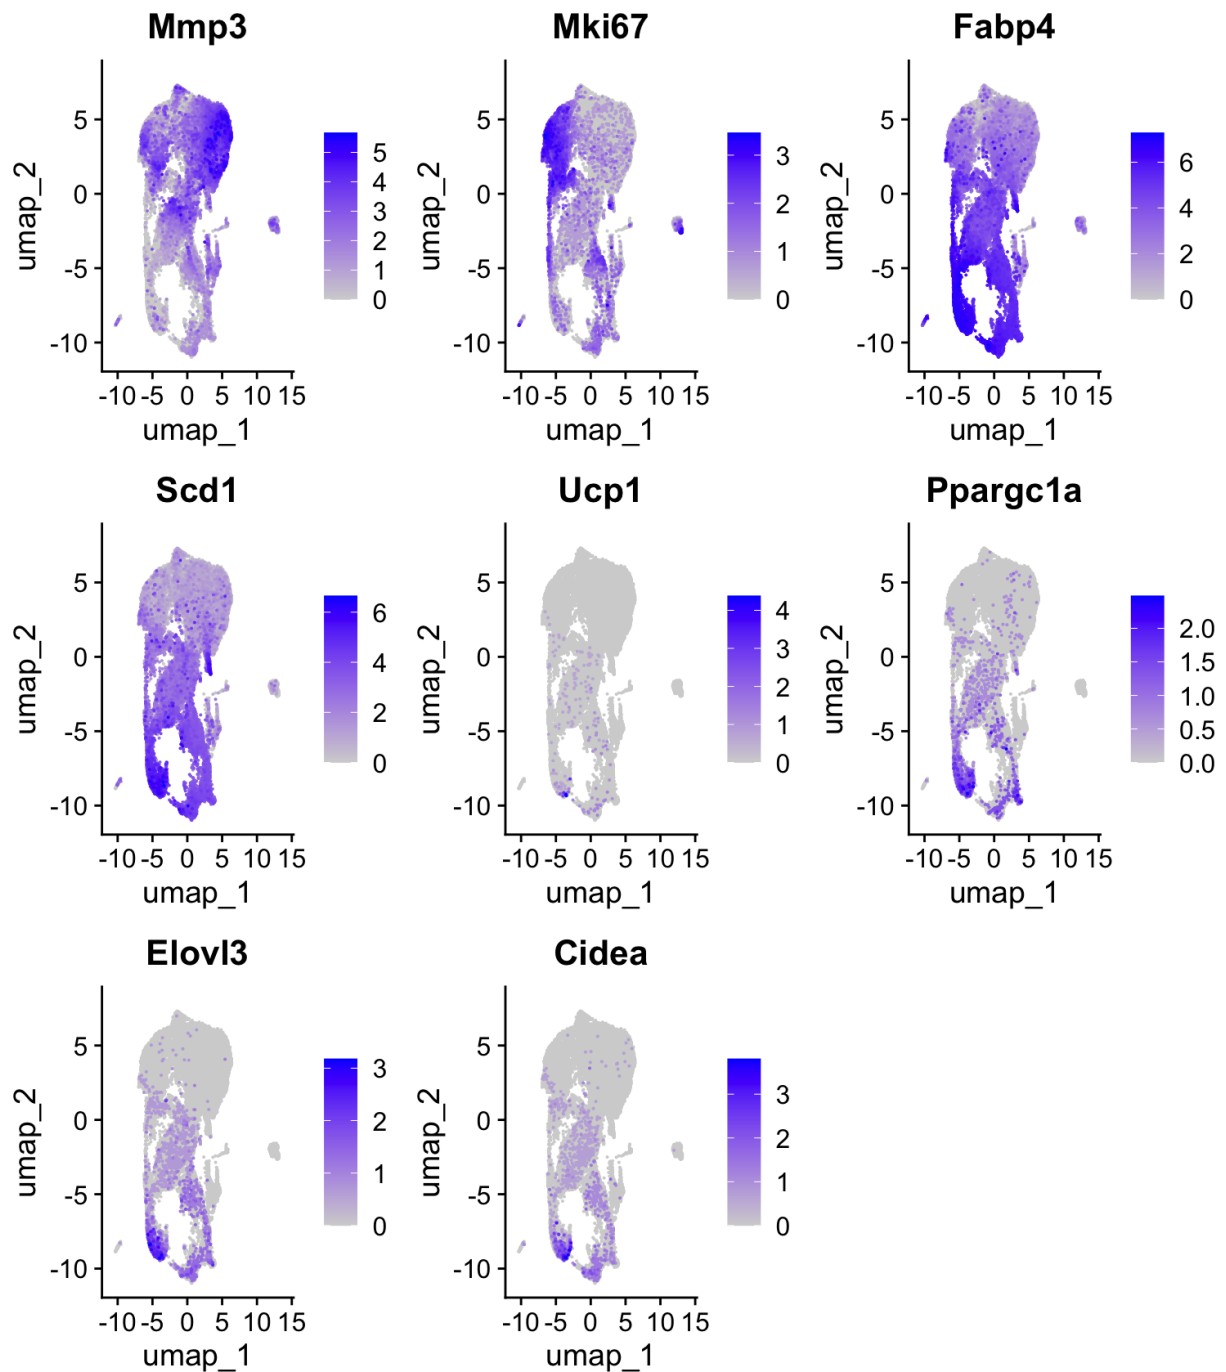 Mmp3 Mki67 Fabp4
5 5 5
0 0 0
-5 -5 -5
-10 -10 -10
umap_2 umap_2 umap_2
5 4 3 2 1 0
3 2 1 0
6 4 2 0
-10 -5 0 5 10 15 -10 -5 0 5 10 15 -10 -5 0 5 10 15
umap_1 umap_1 umap_1
Scd1 Ucp1 Ppargc1a
5 5 5
0 0 0
-5 -5 -5
-10 -10 -10
umap_2 umap_2 umap_2
6 4 2 0
4 3 2 1 0
2.0 1.5 1.0 0.5 0.0
-10 -5 0 5 10 15 -10 -5 0 5 10 15 -10 -5 0 5 10 15
umap_1 umap_1 umap_1
Elovl3 Cidea
5 5
0 0
-5 -5
-10 -10
umap_2 umap_2
3 2 1 0
3 2 1 0
-10 -5 0 5 10 15 -10 -5 0 5 10 15
umap_1 umap_1